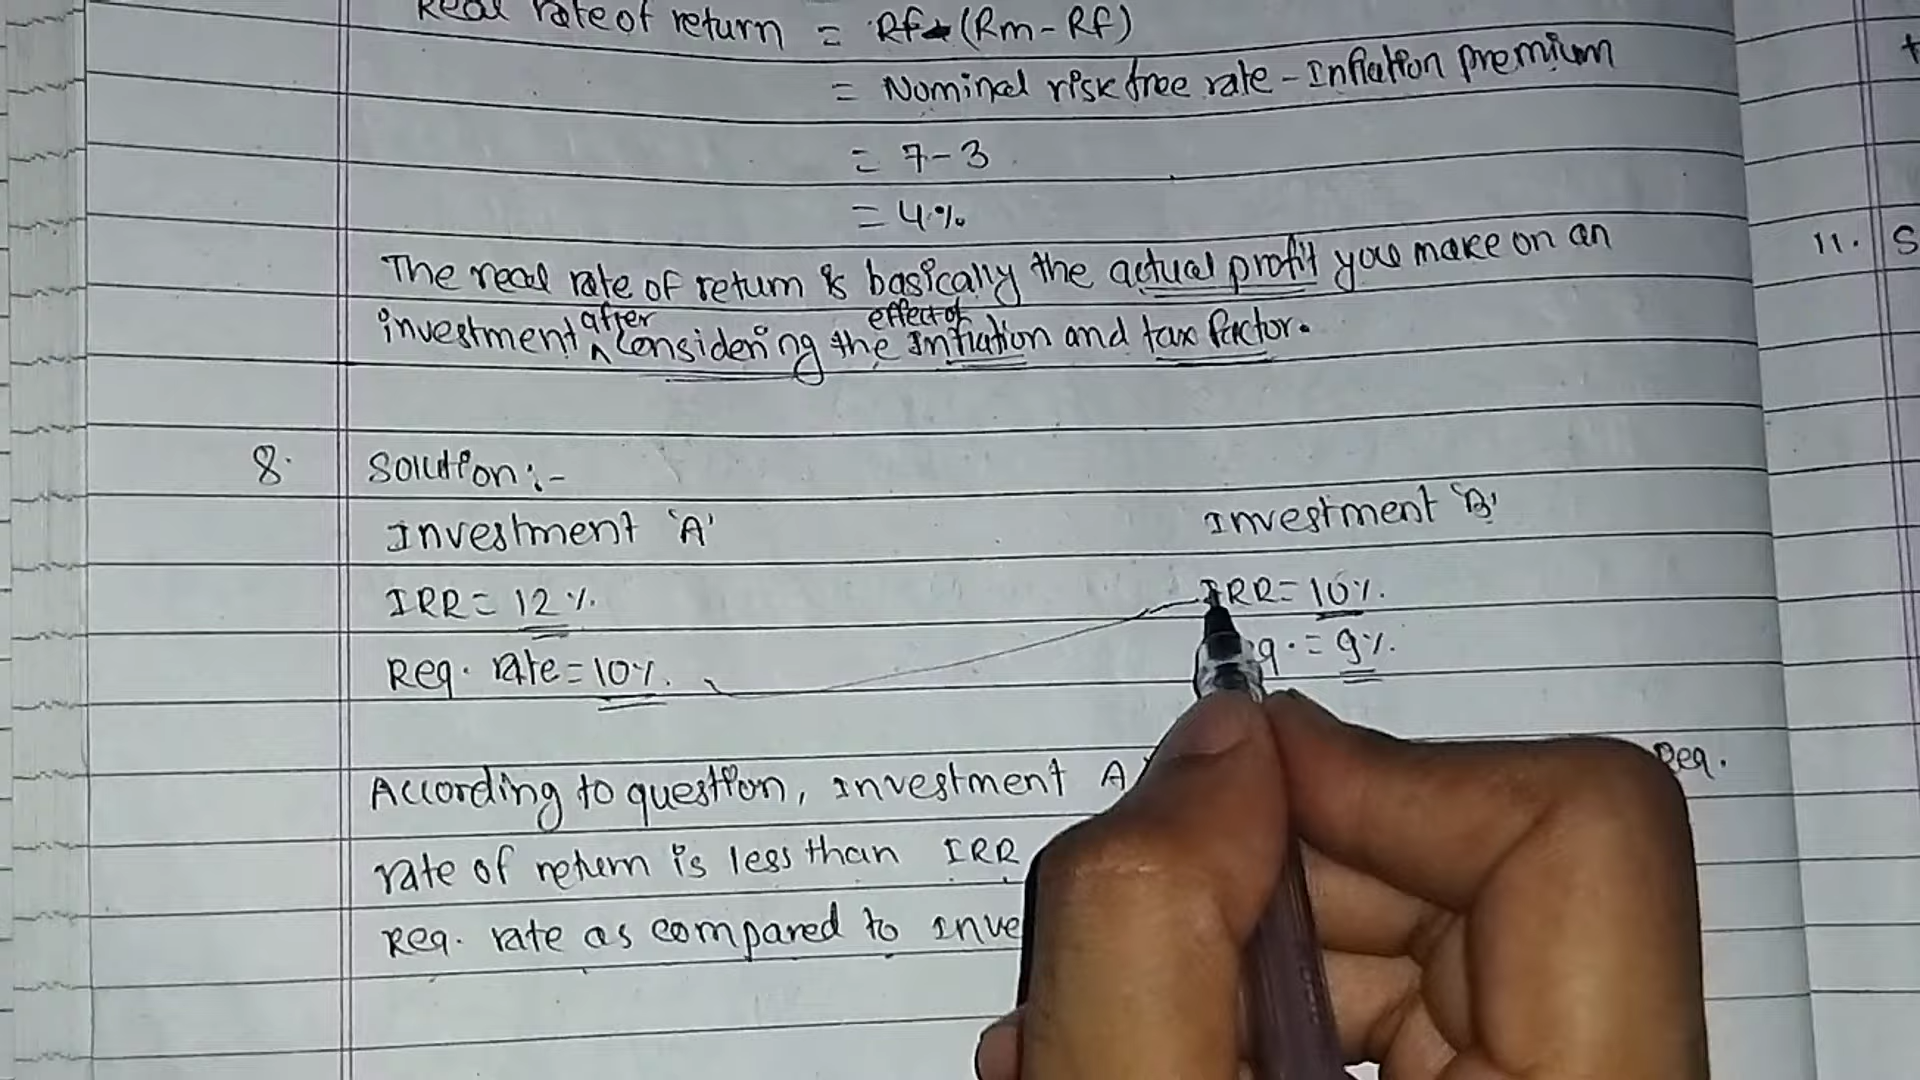 Real rate of return = Rf - (Rm - Rf)
= Nominal risk free rate - Inflation premium
= 7-3
= 4%
The real rate of return is basically the actual profit you make on an
investment after considering the effect of Inflation and tax factor.
8. Solution:-
Investment 'A' Investment 'B'
IRR = 12%. IRR = 10%.
Req. rate = 10%. = 9%.
According to question, Investment A Req.
rate of return is less than IRR
Req. rate as compared to
11. S